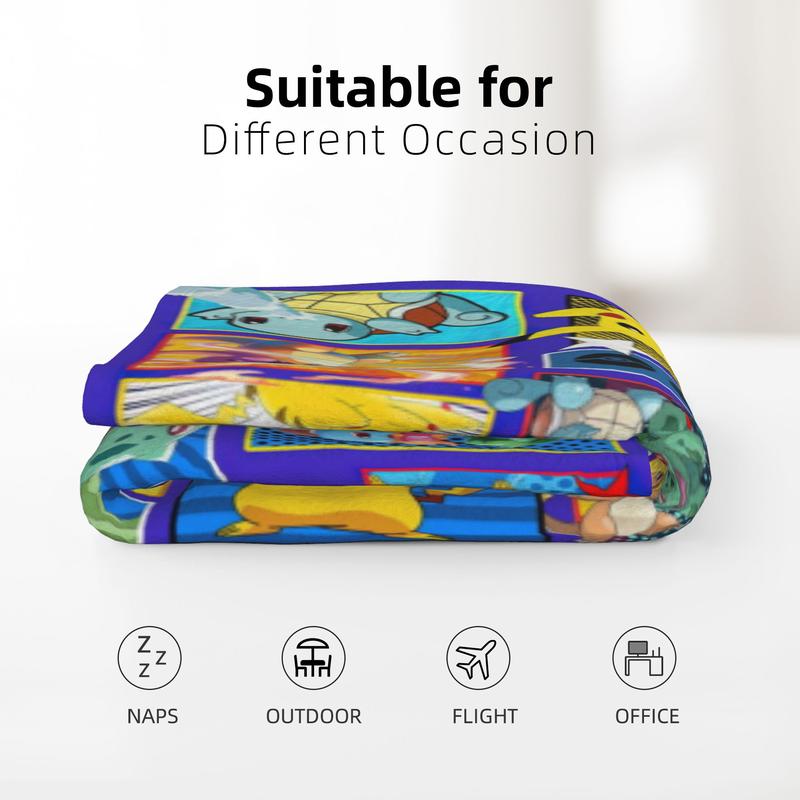 Suitable for
Different Occasion
Z Z Z
NAPS
OUTDOOR
FLIGHT
OFFICE